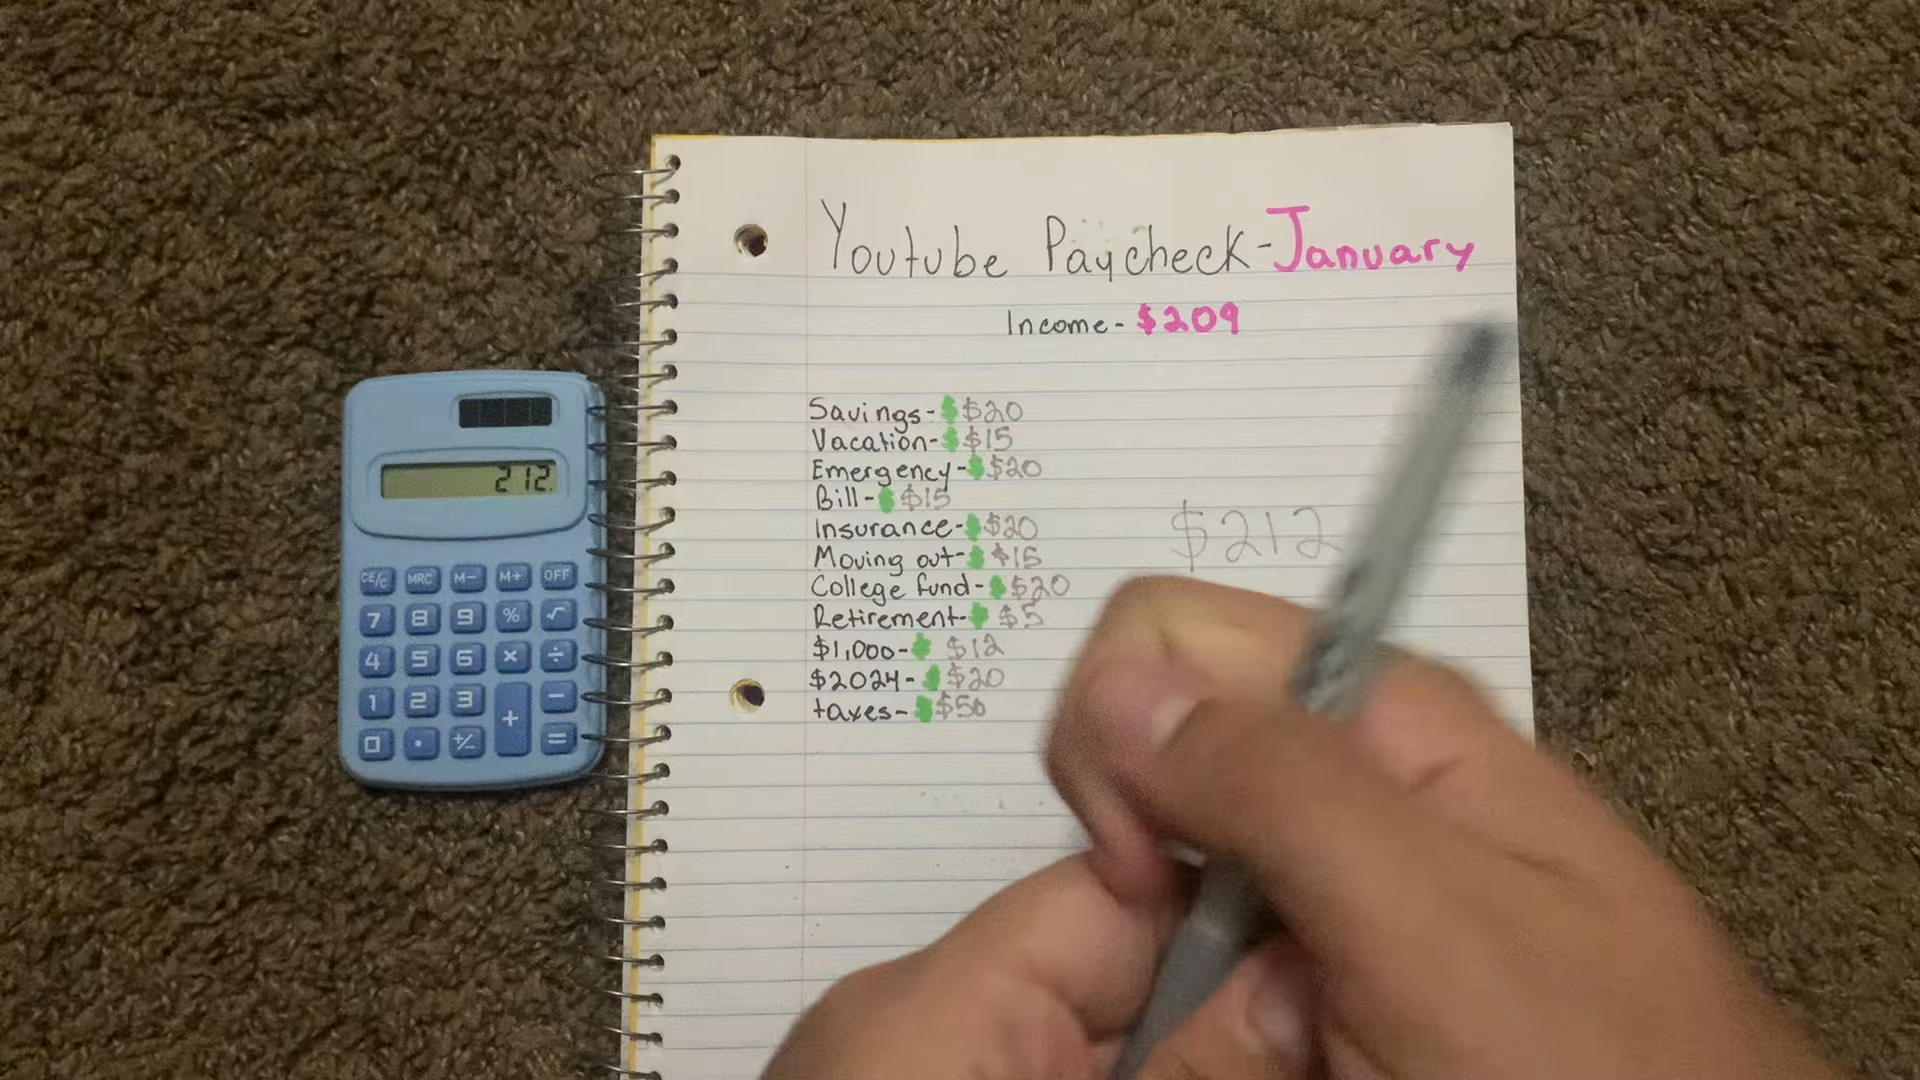 Youtube Paycheck-January
Income- $209
Savings- $20
Vacation- $15
Emergency- $20
Bill- $15
Insurance- $20
Moving out- $15
College fund- $20
Retirement- $5
$1,000- $12
$2024- $20
taxes- $50
$212
212.
CE/C MRC M- M+ OFF
7 8 9 % √
4 5 6 × ÷
1 2 3 + -
0 . +/- =